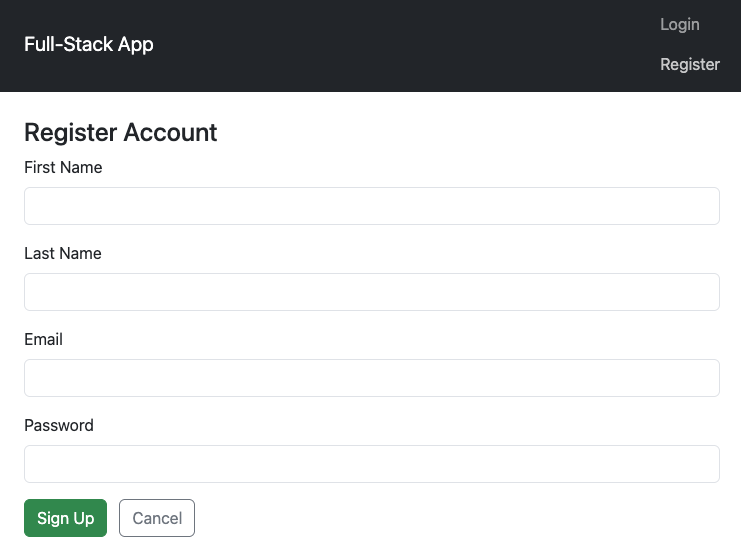 Full-Stack App
Login
Register
Register Account
First Name
Last Name
Email
Password
Sign Up
Cancel